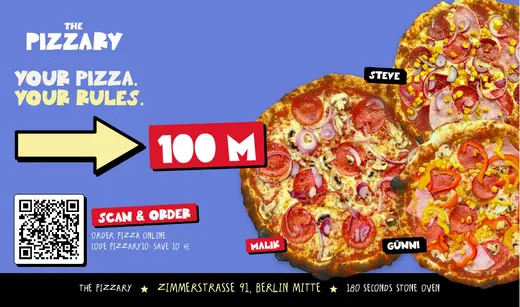 THE
PIZZARY
YOUR PIZZA.
YOUR RULES.
100 M
STEVE
MALIK
GÜNNI
SCAN & ORDER
ORDER PIZZA ONLINE
CODE PIZZARY10: SAVE 10 €
THE PIZZARY ★ ZIMMERSTRASSE 91, BERLIN MITTE ★ 180 SECONDS STONE OVEN